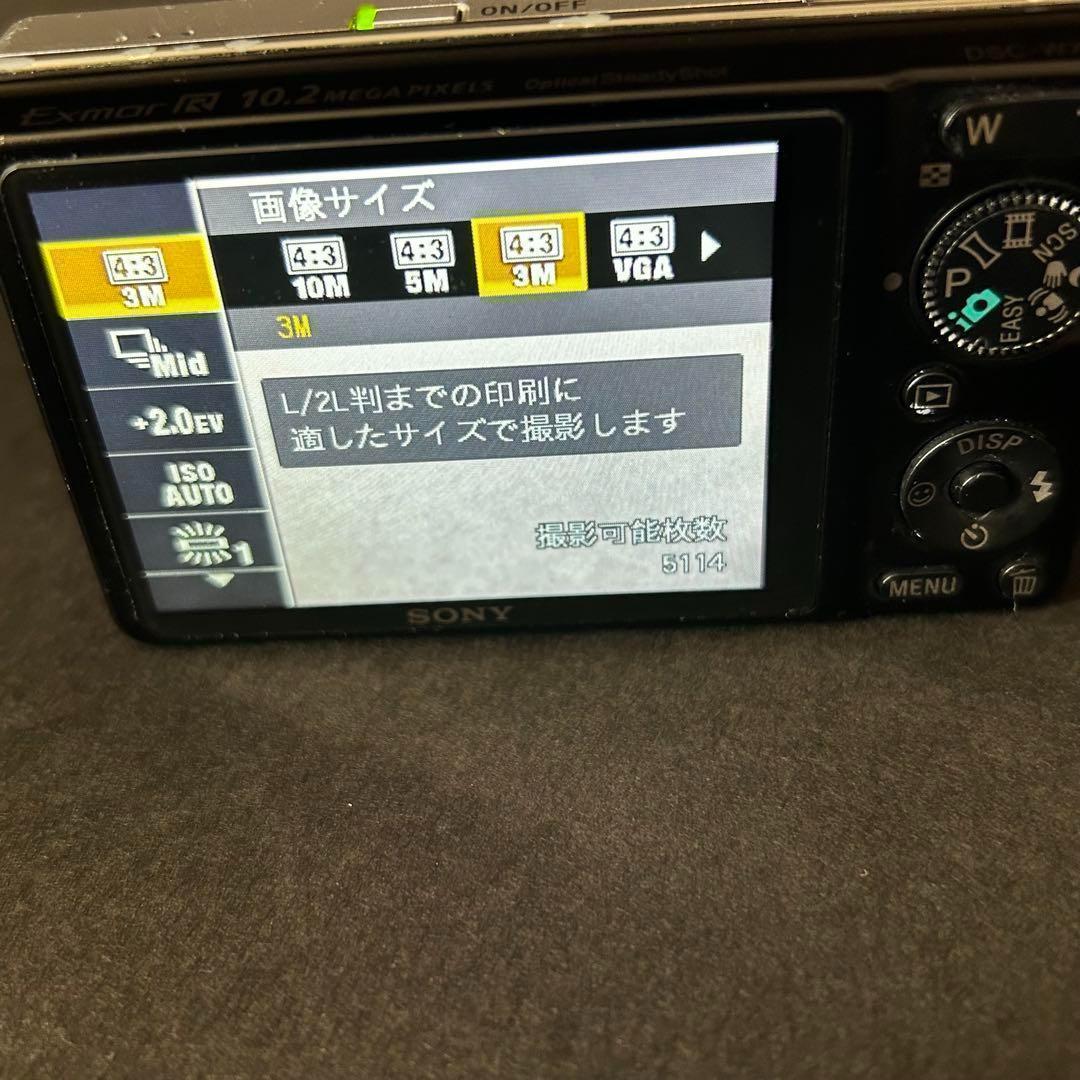 ON/OFF
DSC-W
Exmor R 10.2 MEGA PIXELS Optical SteadyShot
W
画像サイズ
4:3 3M
4:3 10M
4:3 5M
4:3 3M
4:3 VGA
3M
Mid
L/2L判までの印刷に
適したサイズで撮影します
+2.0EV
ISO AUTO
1
撮影可能枚数
5114
SONY
P
SCN
EASY
DISP
MENU